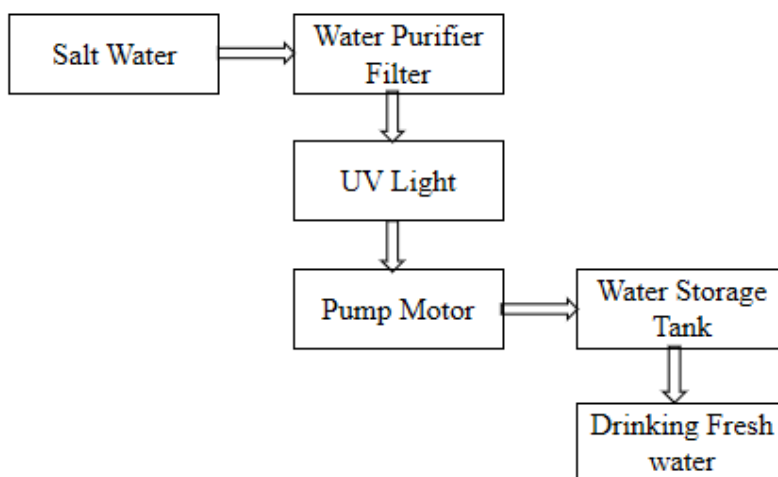 Salt Water
Water Purifier
Filter
UV Light
Pump Motor
Water Storage
Tank
Drinking Fresh
water